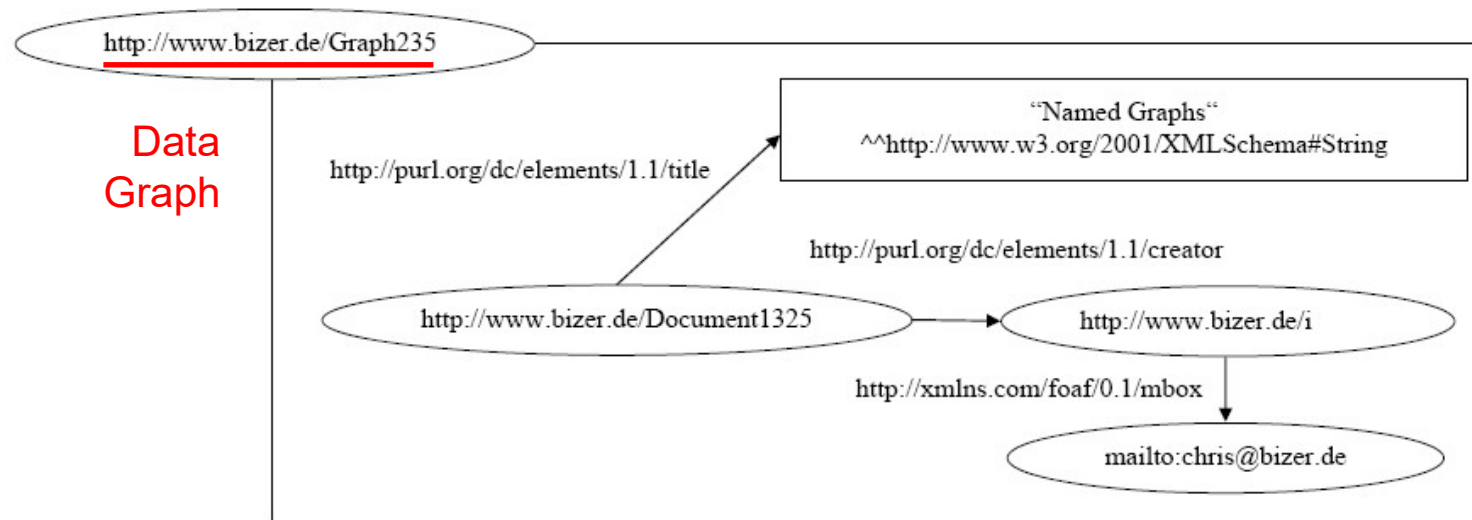 http://www.bizer.de/Graph235
Data
Graph
“Named Graphs“
^^http://www.w3.org/2001/XMLSchema#String
http://purl.org/dc/elements/1.1/title
http://purl.org/dc/elements/1.1/creator
http://www.bizer.de/Document1325
http://www.bizer.de/i
http://xmlns.com/foaf/0.1/mbox
mailto:chris@bizer.de